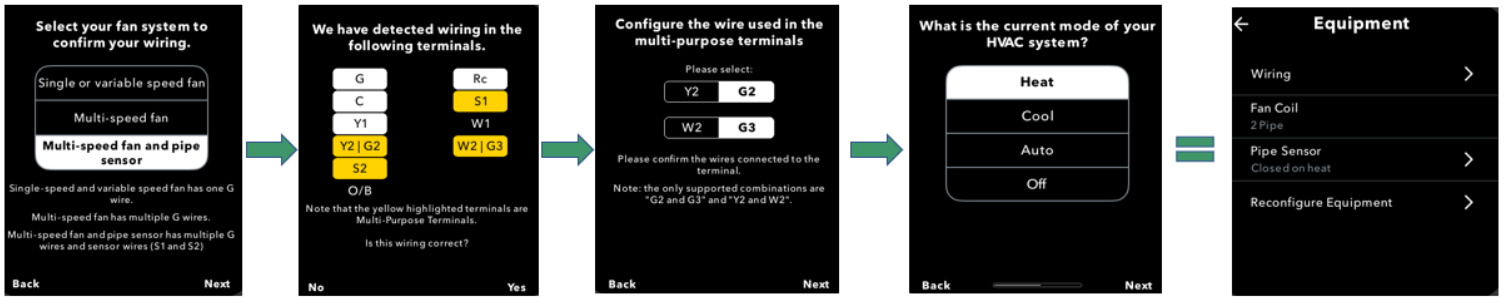 Select your fan system to
confirm your wiring.
Single or variable speed fan
Multi-speed fan
Multi-speed fan and pipe
sensor
Single-speed and variable speed fan has one G
wire.
Multi-speed fan has multiple G wires.
Multi-speed fan and pipe sensor has multiple G
wires and sensor wires (S1 and S2)
Back Next
We have detected wiring in the
following terminals.
G Rc
C S1
Y1 W1
Y2 | G2 W2 | G3
S2
O/B
Note that the yellow highlighted terminals are
Multi-Purpose Terminals.
Is this wiring correct?
No Yes
Configure the wire used in the
multi-purpose terminals
Please select:
Y2 G2
W2 G3
Please confirm the wires connected to the
terminal.
Note: the only supported combinations are
"G2 and G3" and "Y2 and W2".
Back Next
What is the current mode of your
HVAC system?
Heat
Cool
Auto
Off
Back Next
Equipment
Wiring
Fan Coil
2 Pipe
Pipe Sensor
Closed on heat
Reconfigure Equipment